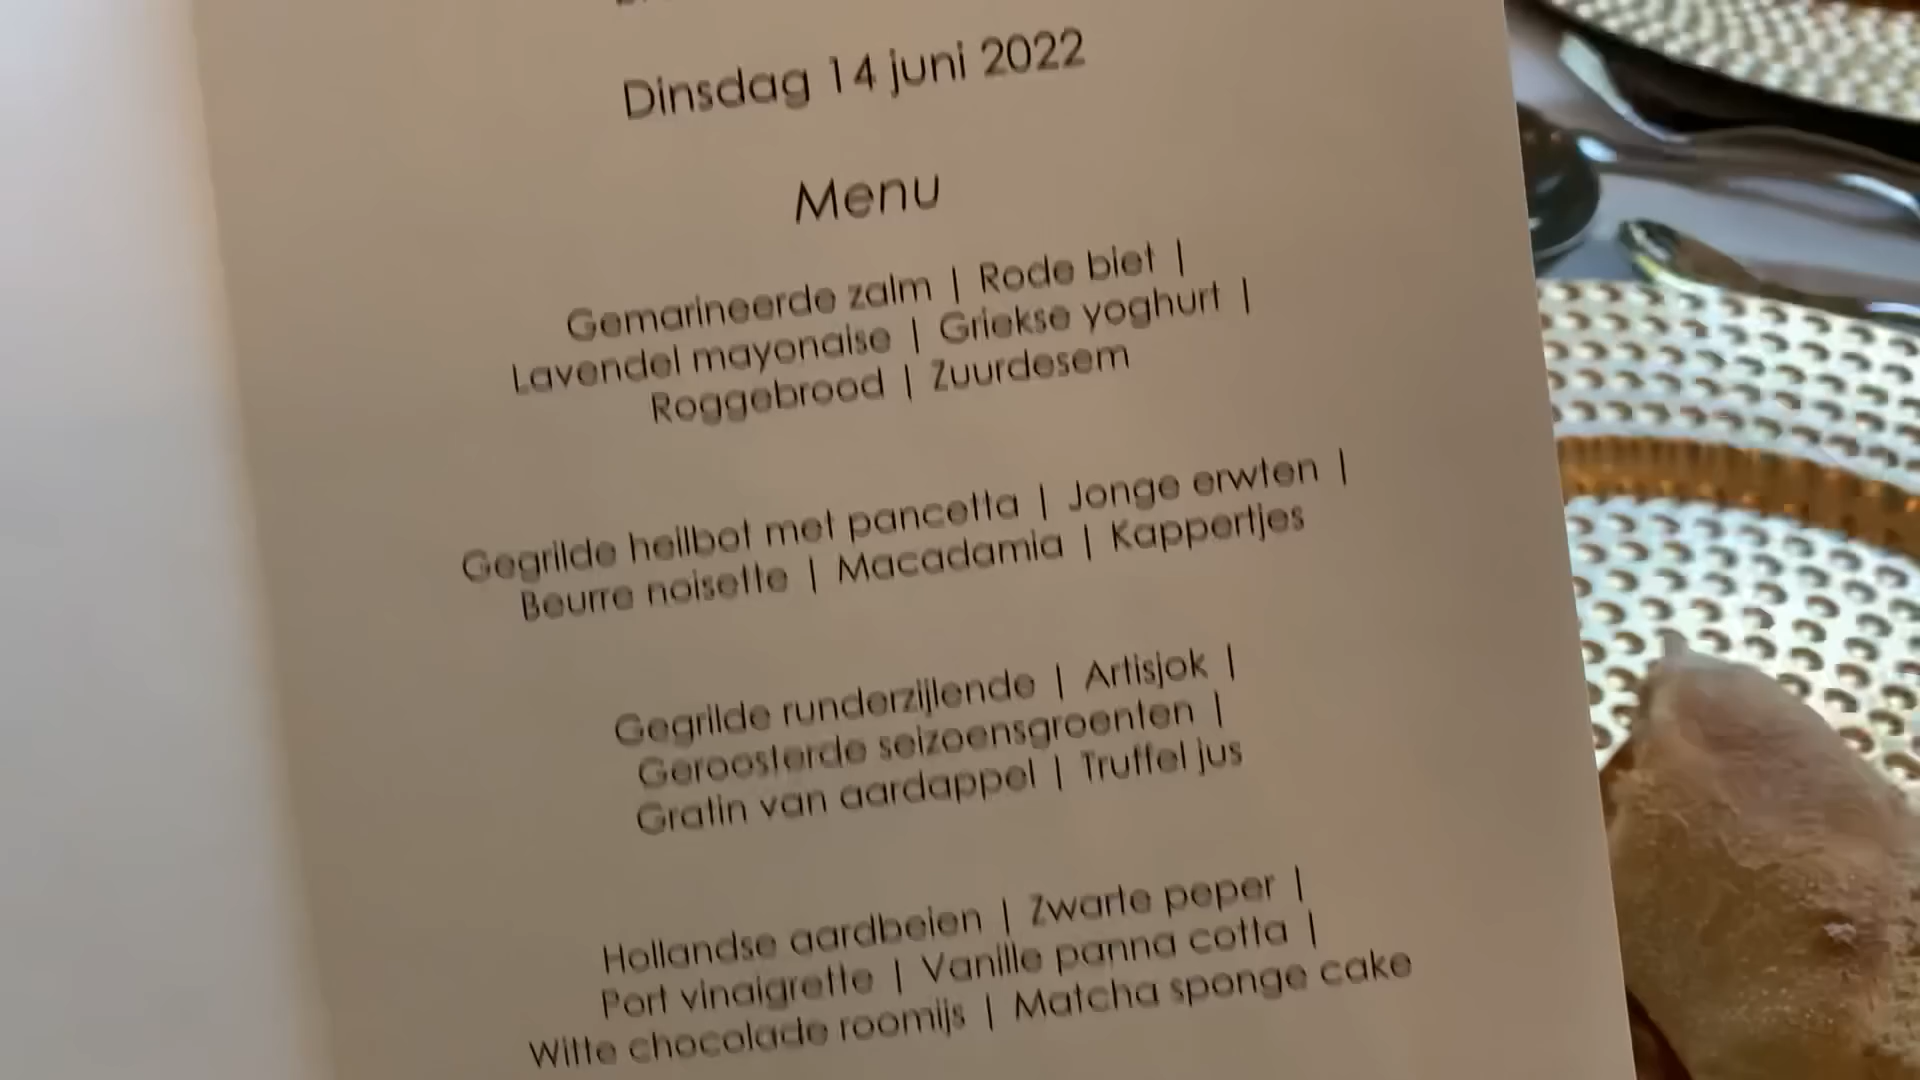 Dinsdag 14 juni 2022
Menu
Gemarineerde zalm | Rode biet |
Lavendel mayonaise | Griekse yoghurt |
Roggebrood | Zuurdesem
Gegrilde heilbot met pancetta | Jonge erwten |
Beurre noisette | Macadamia | Kappertjes
Gegrilde runderzijlende | Artisjok |
Geroosterde seizoensgroenten |
Gratin van aardappel | Truffel jus
Hollandse aardbeien | Zwarte peper |
Port vinaigrette | Vanille panna cotta |
Witte chocolade roomijs | Matcha sponge cake